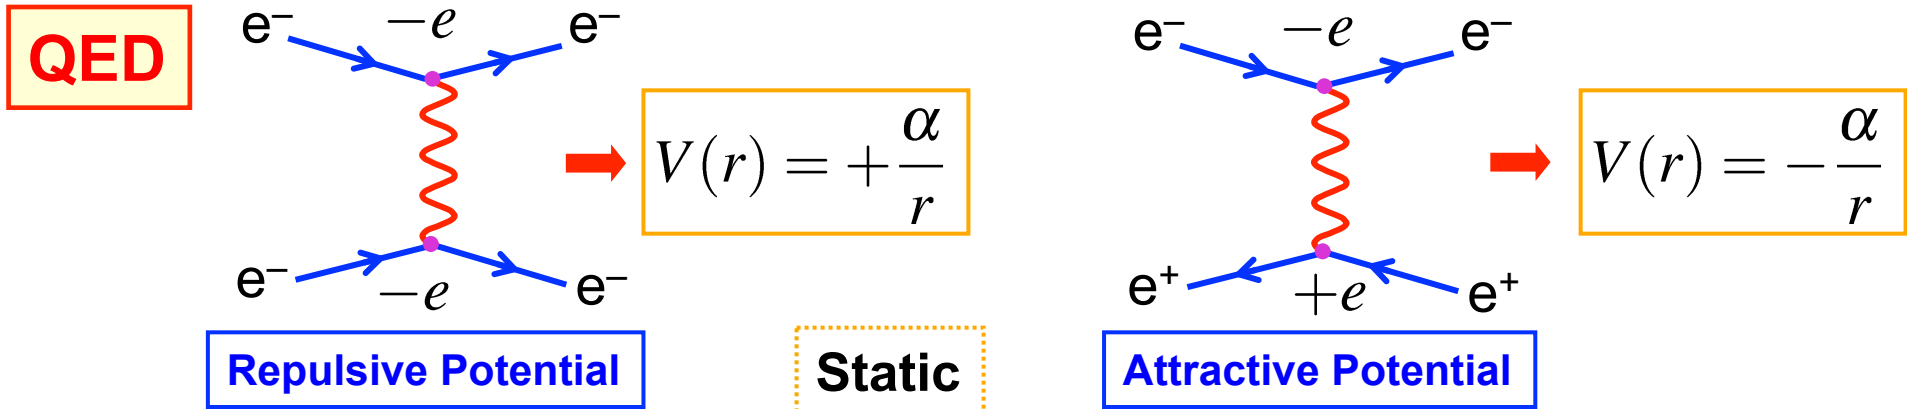 QED
e⁻ −e e⁻
V(r) = + α/r
e⁻ −e e⁻
Repulsive Potential
Static
e⁻ −e e⁻
V(r) = − α/r
e⁺ +e e⁺
Attractive Potential